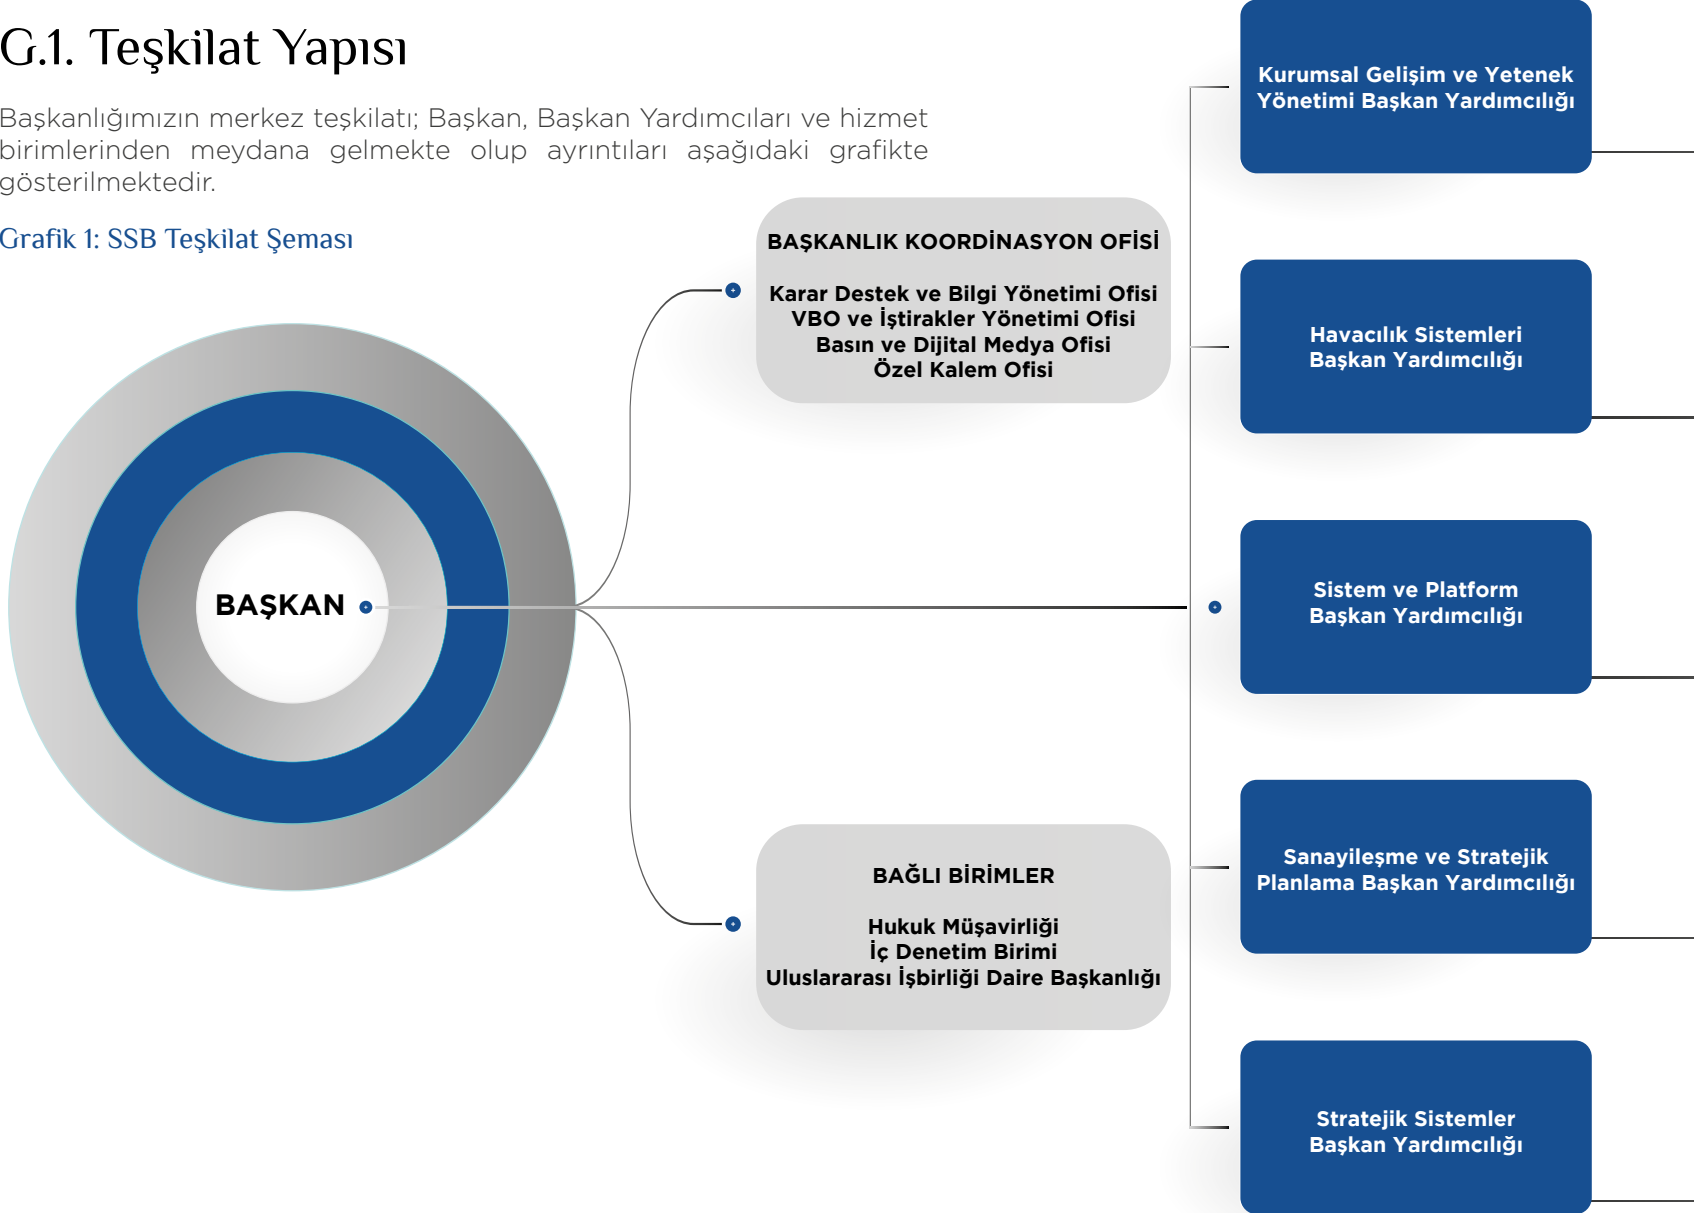 G.1. Teşkilat Yapısı
Başkanlığımızın merkez teşkilatı; Başkan, Başkan Yardımcıları ve hizmet
birimlerinden meydana gelmekte olup ayrıntıları aşağıdaki grafikte
gösterilmektedir.
Grafik 1: SSB Teşkilat Şeması
BAŞKAN
BAŞKANLIK KOORDİNASYON OFİSİ
Karar Destek ve Bilgi Yönetimi Ofisi
VBO ve İştirakler Yönetimi Ofisi
Basın ve Dijital Medya Ofisi
Özel Kalem Ofisi
BAĞLI BİRİMLER
Hukuk Müşavirliği
İç Denetim Birimi
Uluslararası İşbirliği Daire Başkanlığı
Kurumsal Gelişim ve Yetenek
Yönetimi Başkan Yardımcılığı
Havacılık Sistemleri
Başkan Yardımcılığı
Sistem ve Platform
Başkan Yardımcılığı
Sanayileşme ve Stratejik
Planlama Başkan Yardımcılığı
Stratejik Sistemler
Başkan Yardımcılığı